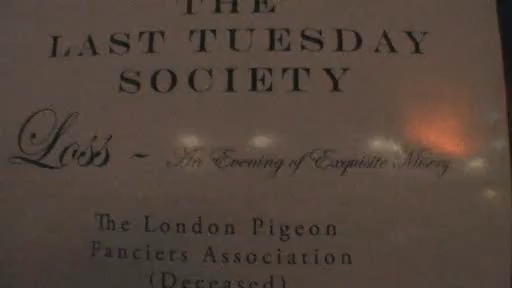 THE
LAST TUESDAY
SOCIETY
Loss ~ An Evening of Exquisite Misery
The London Pigeon
Fanciers Association
(Deceased)